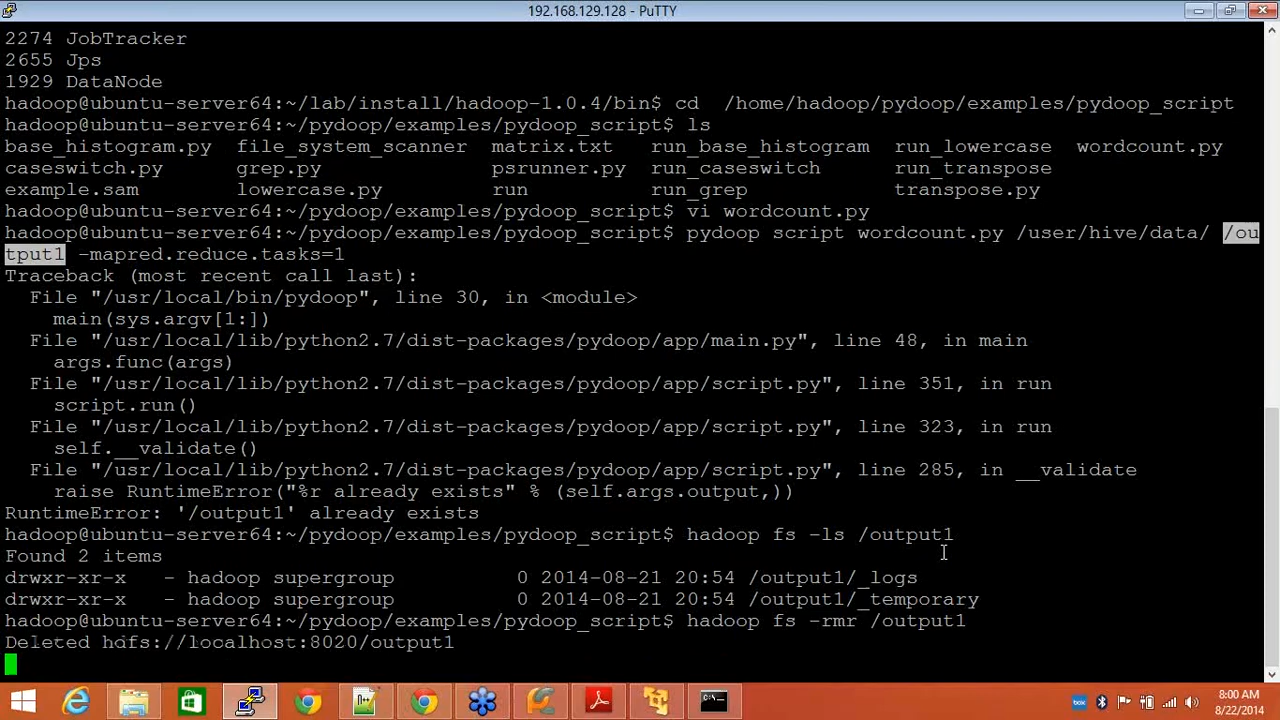 192.168.129.128 - PuTTY
2274 JobTracker
2655 Jps
1929 DataNode
hadoop@ubuntu-server64:~/lab/install/hadoop-1.0.4/bin$ cd  /home/hadoop/pydoop/examples/pydoop_script
hadoop@ubuntu-server64:~/pydoop/examples/pydoop_script$ ls
base_histogram.py  file_system_scanner  matrix.txt   run_base_histogram  run_lowercase  wordcount.py
caseswitch.py      grep.py              psrunner.py  run_caseswitch      run_transpose
example.sam        lowercase.py         run          run_grep            transpose.py
hadoop@ubuntu-server64:~/pydoop/examples/pydoop_script$ vi wordcount.py
hadoop@ubuntu-server64:~/pydoop/examples/pydoop_script$ pydoop script wordcount.py /user/hive/data/ /ou
tput1 -mapred.reduce.tasks=1
Traceback (most recent call last):
  File "/usr/local/bin/pydoop", line 30, in <module>
    main(sys.argv[1:])
  File "/usr/local/lib/python2.7/dist-packages/pydoop/app/main.py", line 48, in main
    args.func(args)
  File "/usr/local/lib/python2.7/dist-packages/pydoop/app/script.py", line 351, in run
    script.run()
  File "/usr/local/lib/python2.7/dist-packages/pydoop/app/script.py", line 323, in run
    self.__validate()
  File "/usr/local/lib/python2.7/dist-packages/pydoop/app/script.py", line 285, in __validate
    raise RuntimeError("%r already exists" % (self.args.output,))
RuntimeError: '/output1' already exists
hadoop@ubuntu-server64:~/pydoop/examples/pydoop_script$ hadoop fs -ls /output1
Found 2 items
drwxr-xr-x   - hadoop supergroup          0 2014-08-21 20:54 /output1/_logs
drwxr-xr-x   - hadoop supergroup          0 2014-08-21 20:54 /output1/_temporary
hadoop@ubuntu-server64:~/pydoop/examples/pydoop_script$ hadoop fs -rmr /output1
Deleted hdfs://localhost:8020/output1
box
8:00 AM
8/22/2014